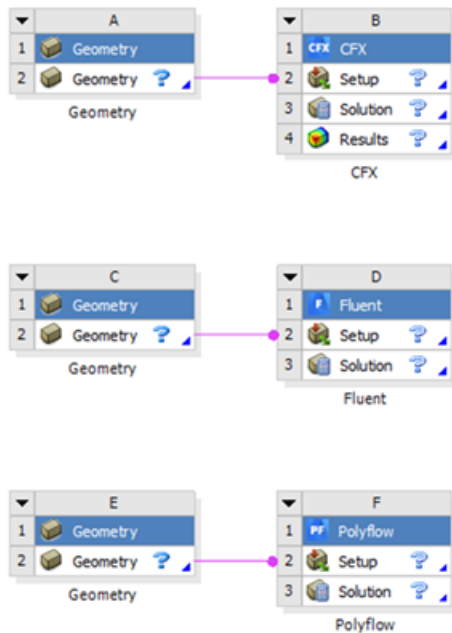 A
1 Geometry
2 Geometry ?
Geometry
B
1 CFX CFX
2 Setup ?
3 Solution ?
4 Results ?
CFX
C
1 Geometry
2 Geometry ?
Geometry
D
1 F Fluent
2 Setup ?
3 Solution ?
Fluent
E
1 Geometry
2 Geometry ?
Geometry
F
1 PF Polyflow
2 Setup ?
3 Solution ?
Polyflow